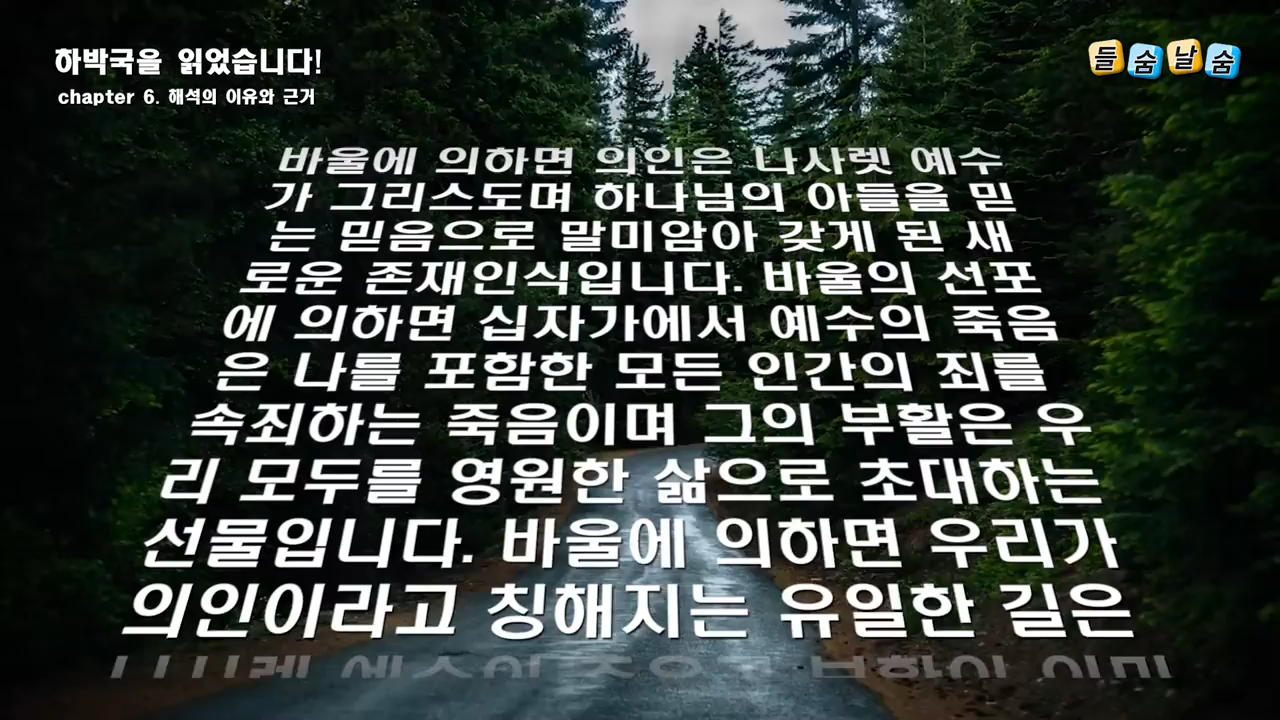 하박국을 읽었습니다!
chapter 6. 해석의 이유와 근거
들숨날숨
바울에 의하면 의인은 나사렛 예수
가 그리스도며 하나님의 아들을 믿
는 믿음으로 말미암아 갖게 된 새
로운 존재인식입니다. 바울의 선포
에 의하면 십자가에서 예수의 죽음
은 나를 포함한 모든 인간의 죄를
속죄하는 죽음이며 그의 부활은 우
리 모두를 영원한 삶으로 초대하는
선물입니다. 바울에 의하면 우리가
의인이라고 칭해지는 유일한 길은